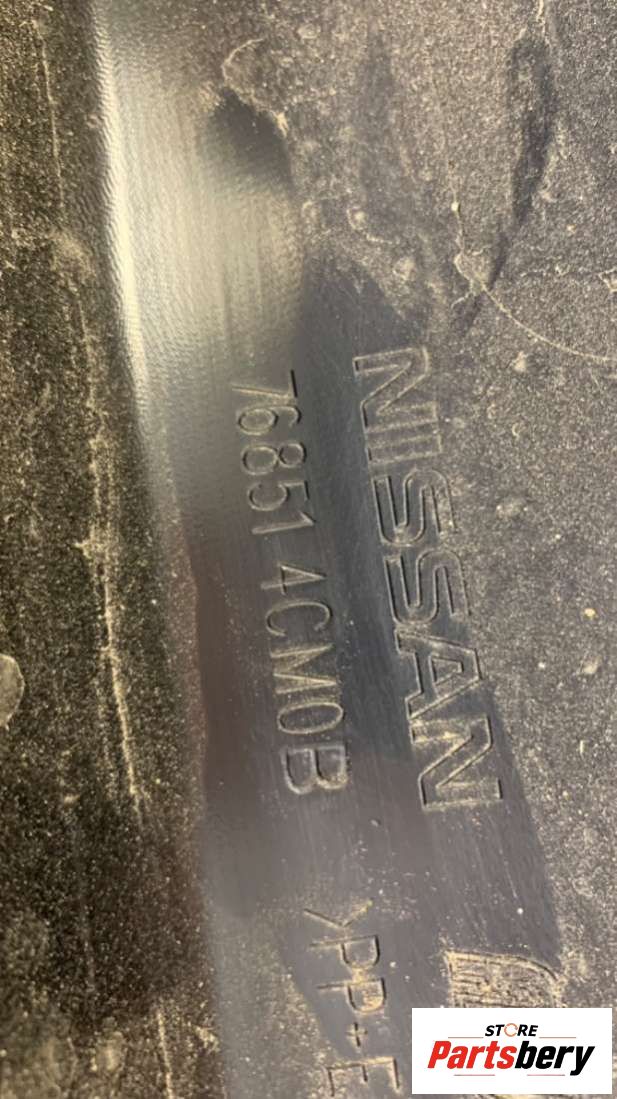 NISSAN
76851 4CM0B
>PP+E
STORE
Partsbery